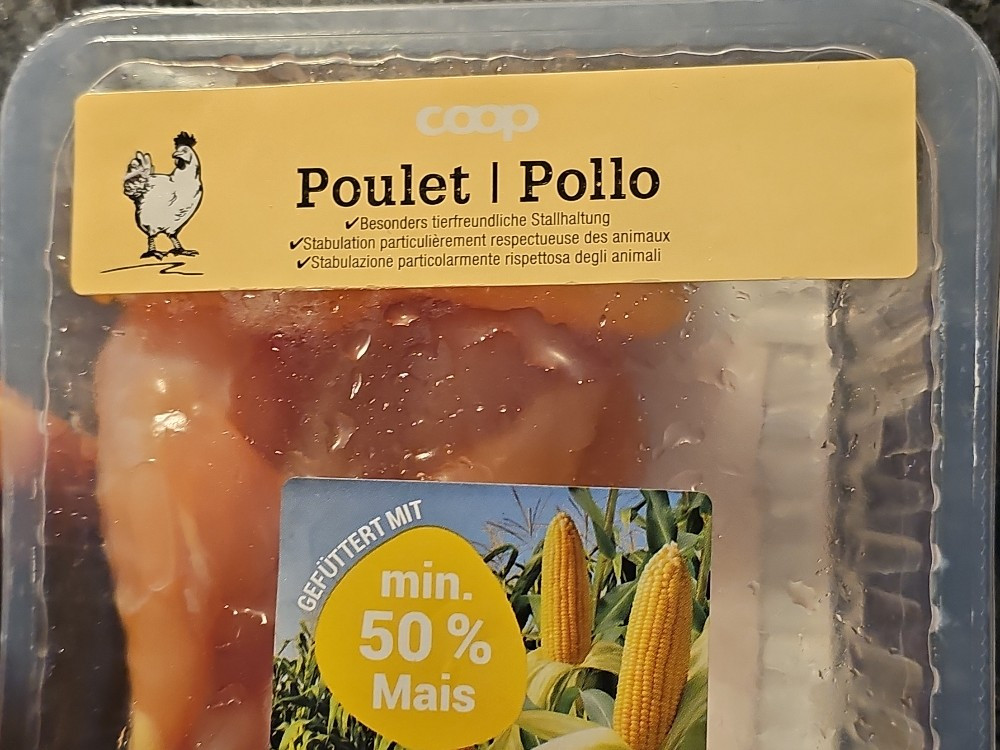 coop
Poulet | Pollo
✔Besonders tierfreundliche Stallhaltung
✔Stabulation particulièrement respectueuse des animaux
✔Stabulazione particolarmente rispettosa degli animali
GEFÜTTERT MIT
min.
50 %
Mais